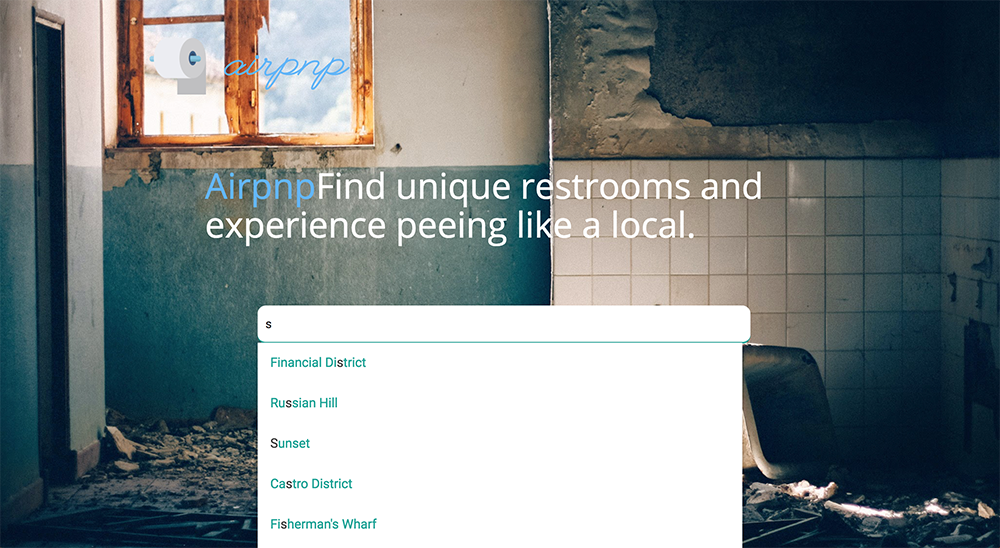 airpnp
AirpnpFind unique restrooms and
experience peeing like a local.
s
Financial District
Russian Hill
Sunset
Castro District
Fisherman's Wharf